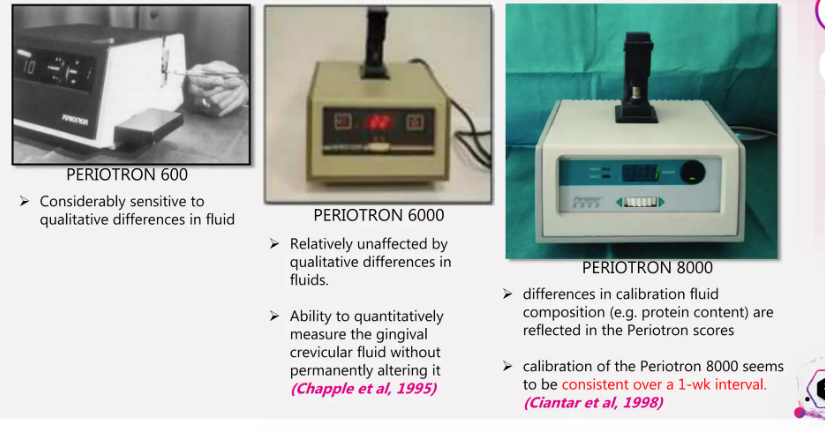 PERIOTRON
PERIOTRON 600
➢ Considerably sensitive to
qualitative differences in fluid
PERIOTRON 6000
➢ Relatively unaffected by
qualitative differences in
fluids.
➢ Ability to quantitatively
measure the gingival
crevicular fluid without
permanently altering it
(Chapple et al, 1995)
Periotron
8000
PERIOTRON 8000
➢ differences in calibration fluid
composition (e.g. protein content) are
reflected in the Periotron scores
➢ calibration of the Periotron 8000 seems
to be consistent over a 1-wk interval.
(Ciantar et al, 1998)